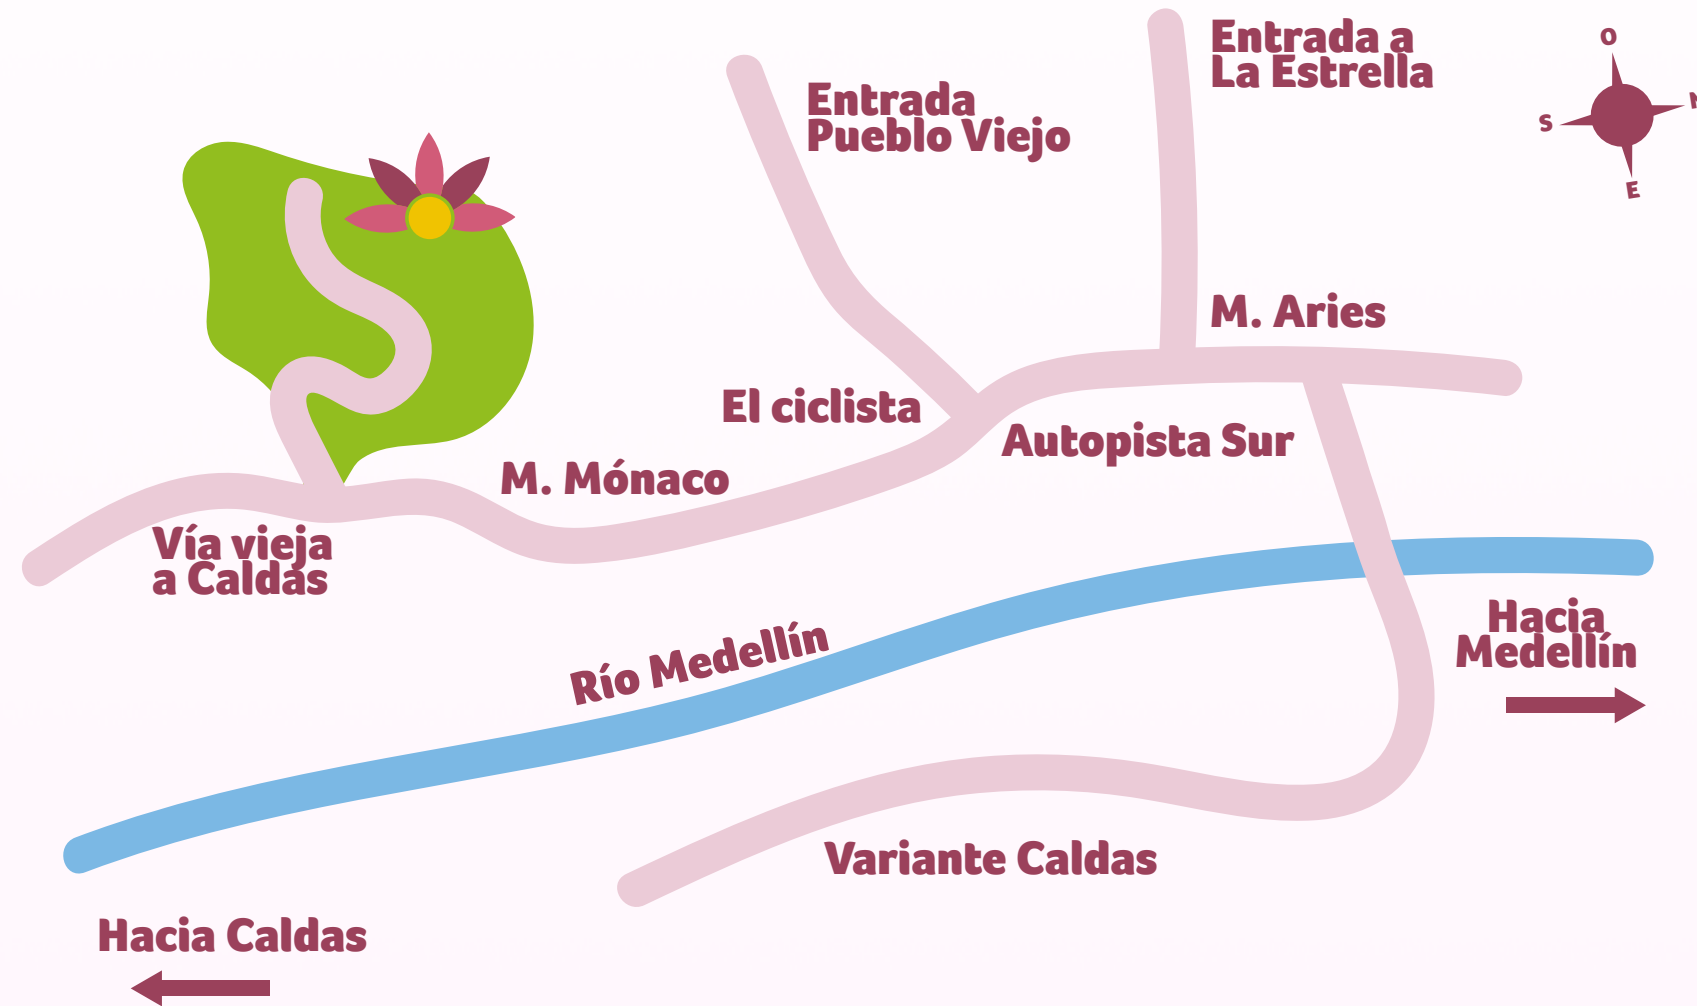 Entrada a
La Estrella
O
S
E
Entrada
Pueblo Viejo
M. Aries
El ciclista
Autopista Sur
M. Mónaco
Vía vieja
a Caldas
Río Medellín
Hacia
Medellín
Variante Caldas
Hacia Caldas